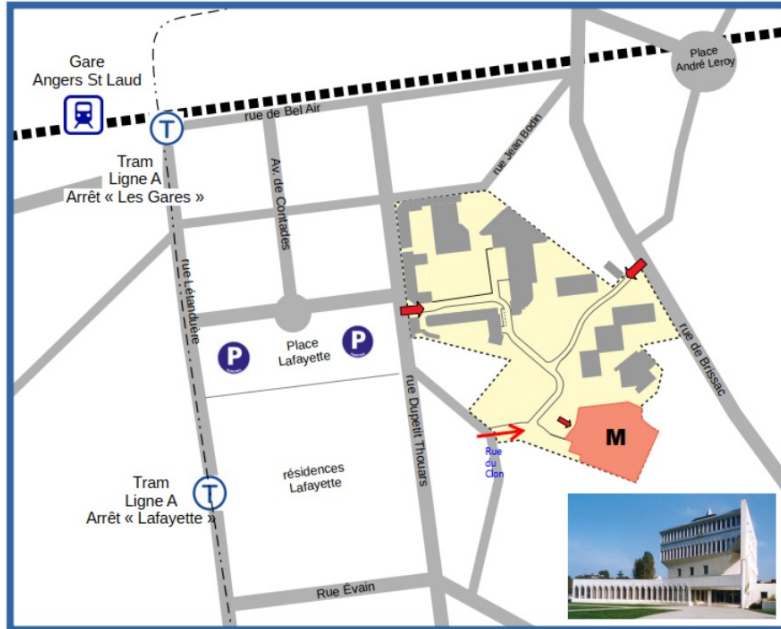 Gare
Angers St Laud
Place
André Leroy
T
rue de Bel Air
Tram
Ligne A
Arrêt « Les Gares »
Av. de Contades
rue Jean Bodin
rue Létanduère
Place
Lafayette
P
P
rue Dupetit Thouars
rue de Brissac
Rue
du
Clon
M
résidences
Lafayette
Tram
Ligne A
Arrêt « Lafayette »
T
Rue Évain